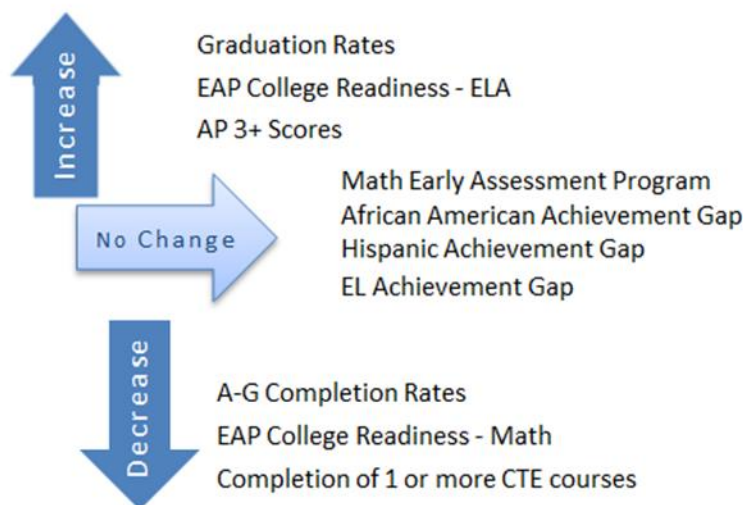 Increase
Graduation Rates
EAP College Readiness - ELA
AP 3+ Scores
No Change
Math Early Assessment Program
African American Achievement Gap
Hispanic Achievement Gap
EL Achievement Gap
Decrease
A-G Completion Rates
EAP College Readiness - Math
Completion of 1 or more CTE courses